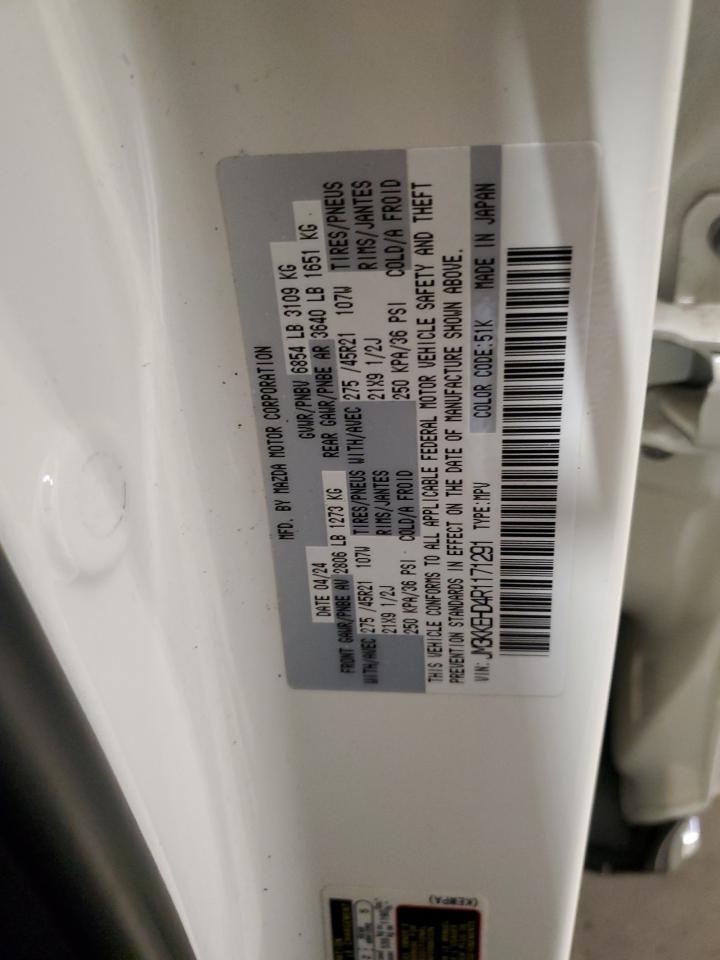 MFD. BY MAZDA MOTOR CORPORATION
DATE 04/24 GVWR/PNBV 6854 LB 3109 KG
FRONT GAWR/PNBE AV 2806 LB 1273 KG REAR GAWR/PNBE AR 3640 LB 1651 KG
WITH/AVEC 275 /45R21 107W TIRES/PNEUS WITH/AVEC 275 /45R21 107W TIRES/PNEUS
21X9 1/2J RIMS/JANTES 21X9 1/2J RIMS/JANTES
250 KPA/36 PSI COLD/A FROID 250 KPA/36 PSI COLD/A FROID
THIS VEHICLE CONFORMS TO ALL APPLICABLE FEDERAL MOTOR VEHICLE SAFETY AND THEFT
PREVENTION STANDARDS IN EFFECT ON THE DATE OF MANUFACTURE SHOWN ABOVE.
VIN: JM3KKEHD4R1171291 TYPE:MPV COLOR CODE:51K MADE IN JAPAN
(KEWPA)